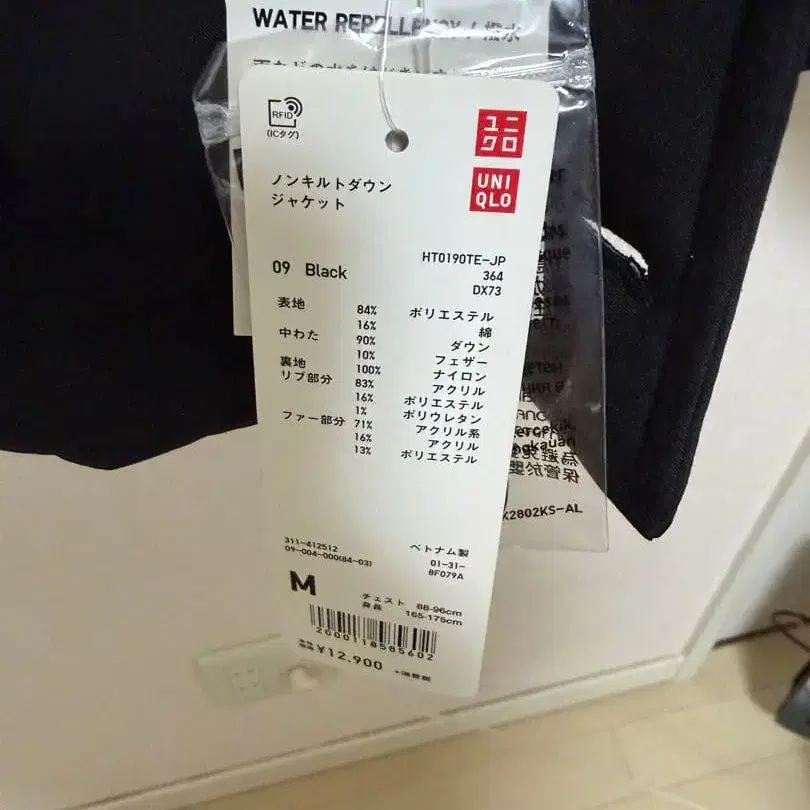 WATER REPELLENCY / 撥水
RFID
(ICタグ)
ユニ
クロ
UNI
QLO
ノンキルトダウン
ジャケット
HT0190TE-JP
09 Black
364
DX73
表地 84% ポリエステル
16% 綿
中わた 90% ダウン
10% フェザー
裏地 100% ナイロン
リブ部分 83% アクリル
16% ポリエステル
1% ポリウレタン
ファー部分 71% アクリル系
16% アクリル
13% ポリエステル
K2802KS-AL
311-412512 ベトナム製
09-004-000(84-03) 01-31-
8F079A
M
チェスト 88-96cm
身長 165-175cm
2000118585602
本体
価格 ¥12,900 +消費税